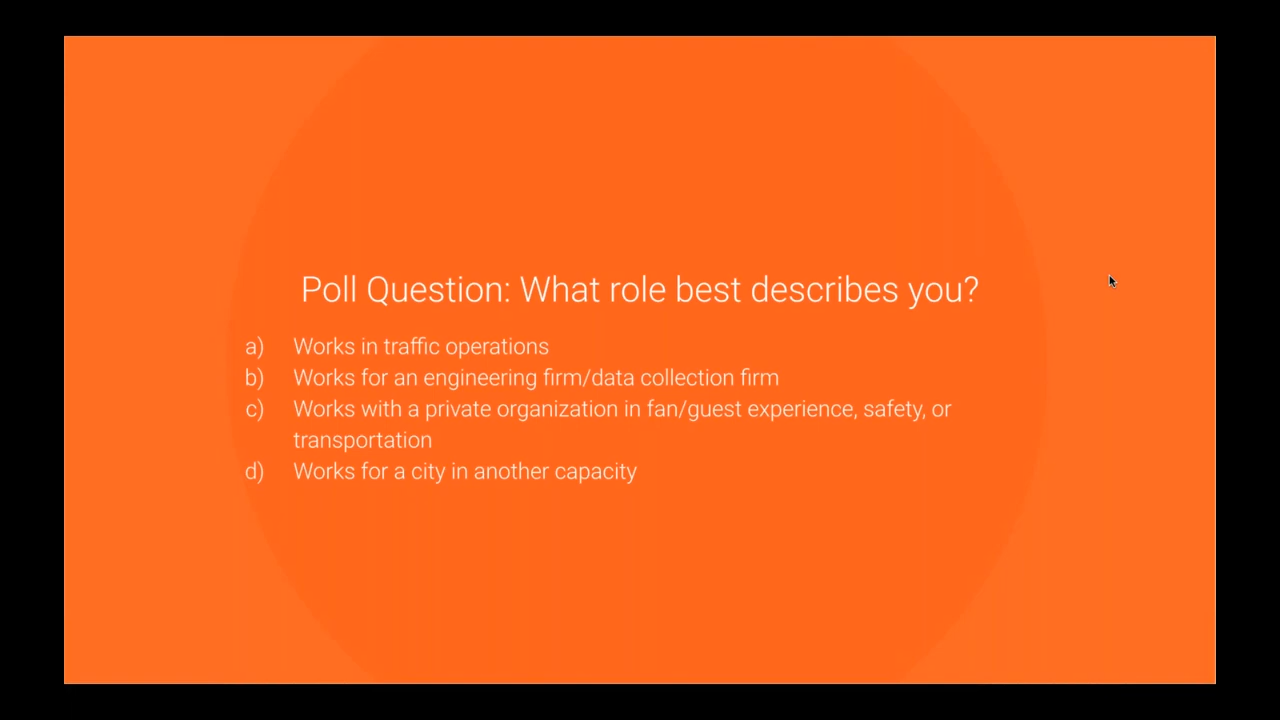 Poll Question: What role best describes you?
a) Works in traffic operations
b) Works for an engineering firm/data collection firm
c) Works with a private organization in fan/guest experience, safety, or
transportation
d) Works for a city in another capacity